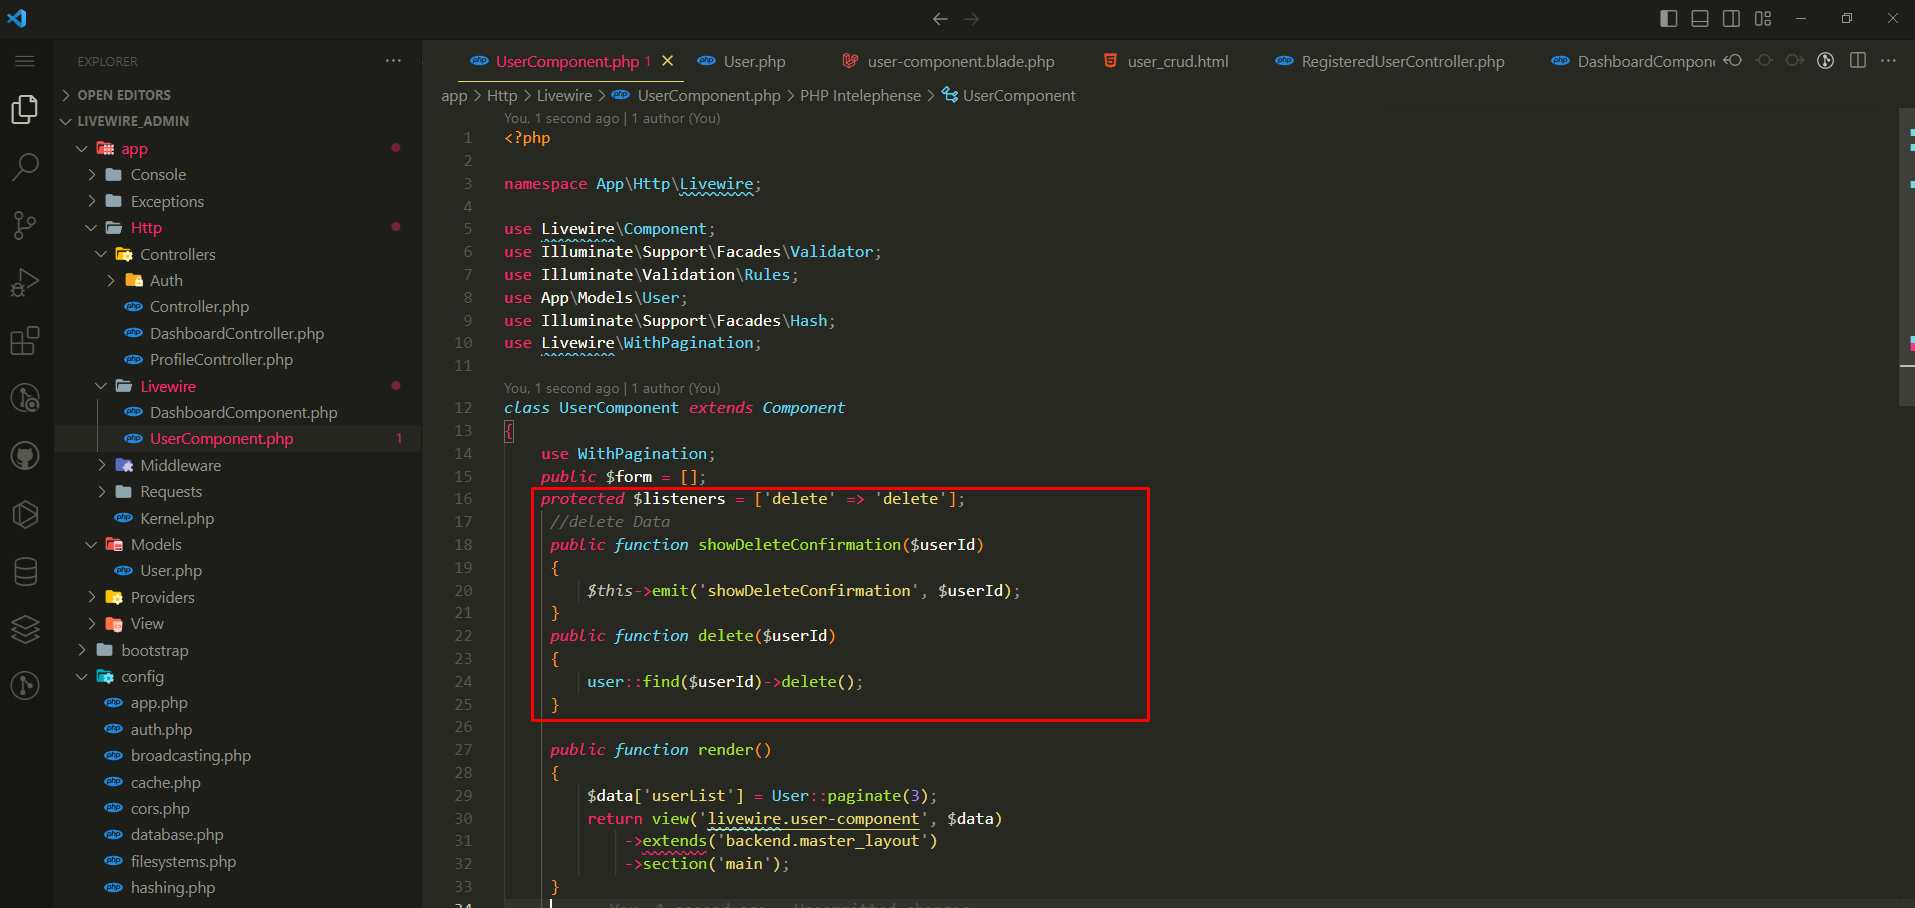 EXPLORER
OPEN EDITORS
LIVEWIRE_ADMIN
app
Console
Exceptions
Http
Controllers
Auth
Controller.php
DashboardController.php
ProfileController.php
Livewire
DashboardComponent.php
UserComponent.php 1
Middleware
Requests
Kernel.php
Models
User.php
Providers
View
bootstrap
config
app.php
auth.php
broadcasting.php
cache.php
cors.php
database.php
filesystems.php
hashing.php
UserComponent.php 1
User.php
user-component.blade.php
user_crud.html
RegisteredUserController.php
DashboardCompone
app > Http > Livewire > UserComponent.php > PHP Intelephense > UserComponent
You, 1 second ago | 1 author (You)
1 <?php
2
3 namespace App\Http\Livewire;
4
5 use Livewire\Component;
6 use Illuminate\Support\Facades\Validator;
7 use Illuminate\Validation\Rules;
8 use App\Models\User;
9 use Illuminate\Support\Facades\Hash;
10 use Livewire\WithPagination;
11
You, 1 second ago | 1 author (You)
12 class UserComponent extends Component
13 {
14 use WithPagination;
15 public $form = [];
16 protected $listeners = ['delete' => 'delete'];
17 //delete Data
18 public function showDeleteConfirmation($userId)
19 {
20 $this->emit('showDeleteConfirmation', $userId);
21 }
22 public function delete($userId)
23 {
24 user::find($userId)->delete();
25 }
26
27 public function render()
28 {
29 $data['userList'] = User::paginate(3);
30 return view('livewire.user-component', $data)
31 ->extends('backend.master_layout')
32 ->section('main');
33 }
34 You, 1 second ago • Uncommitted changes